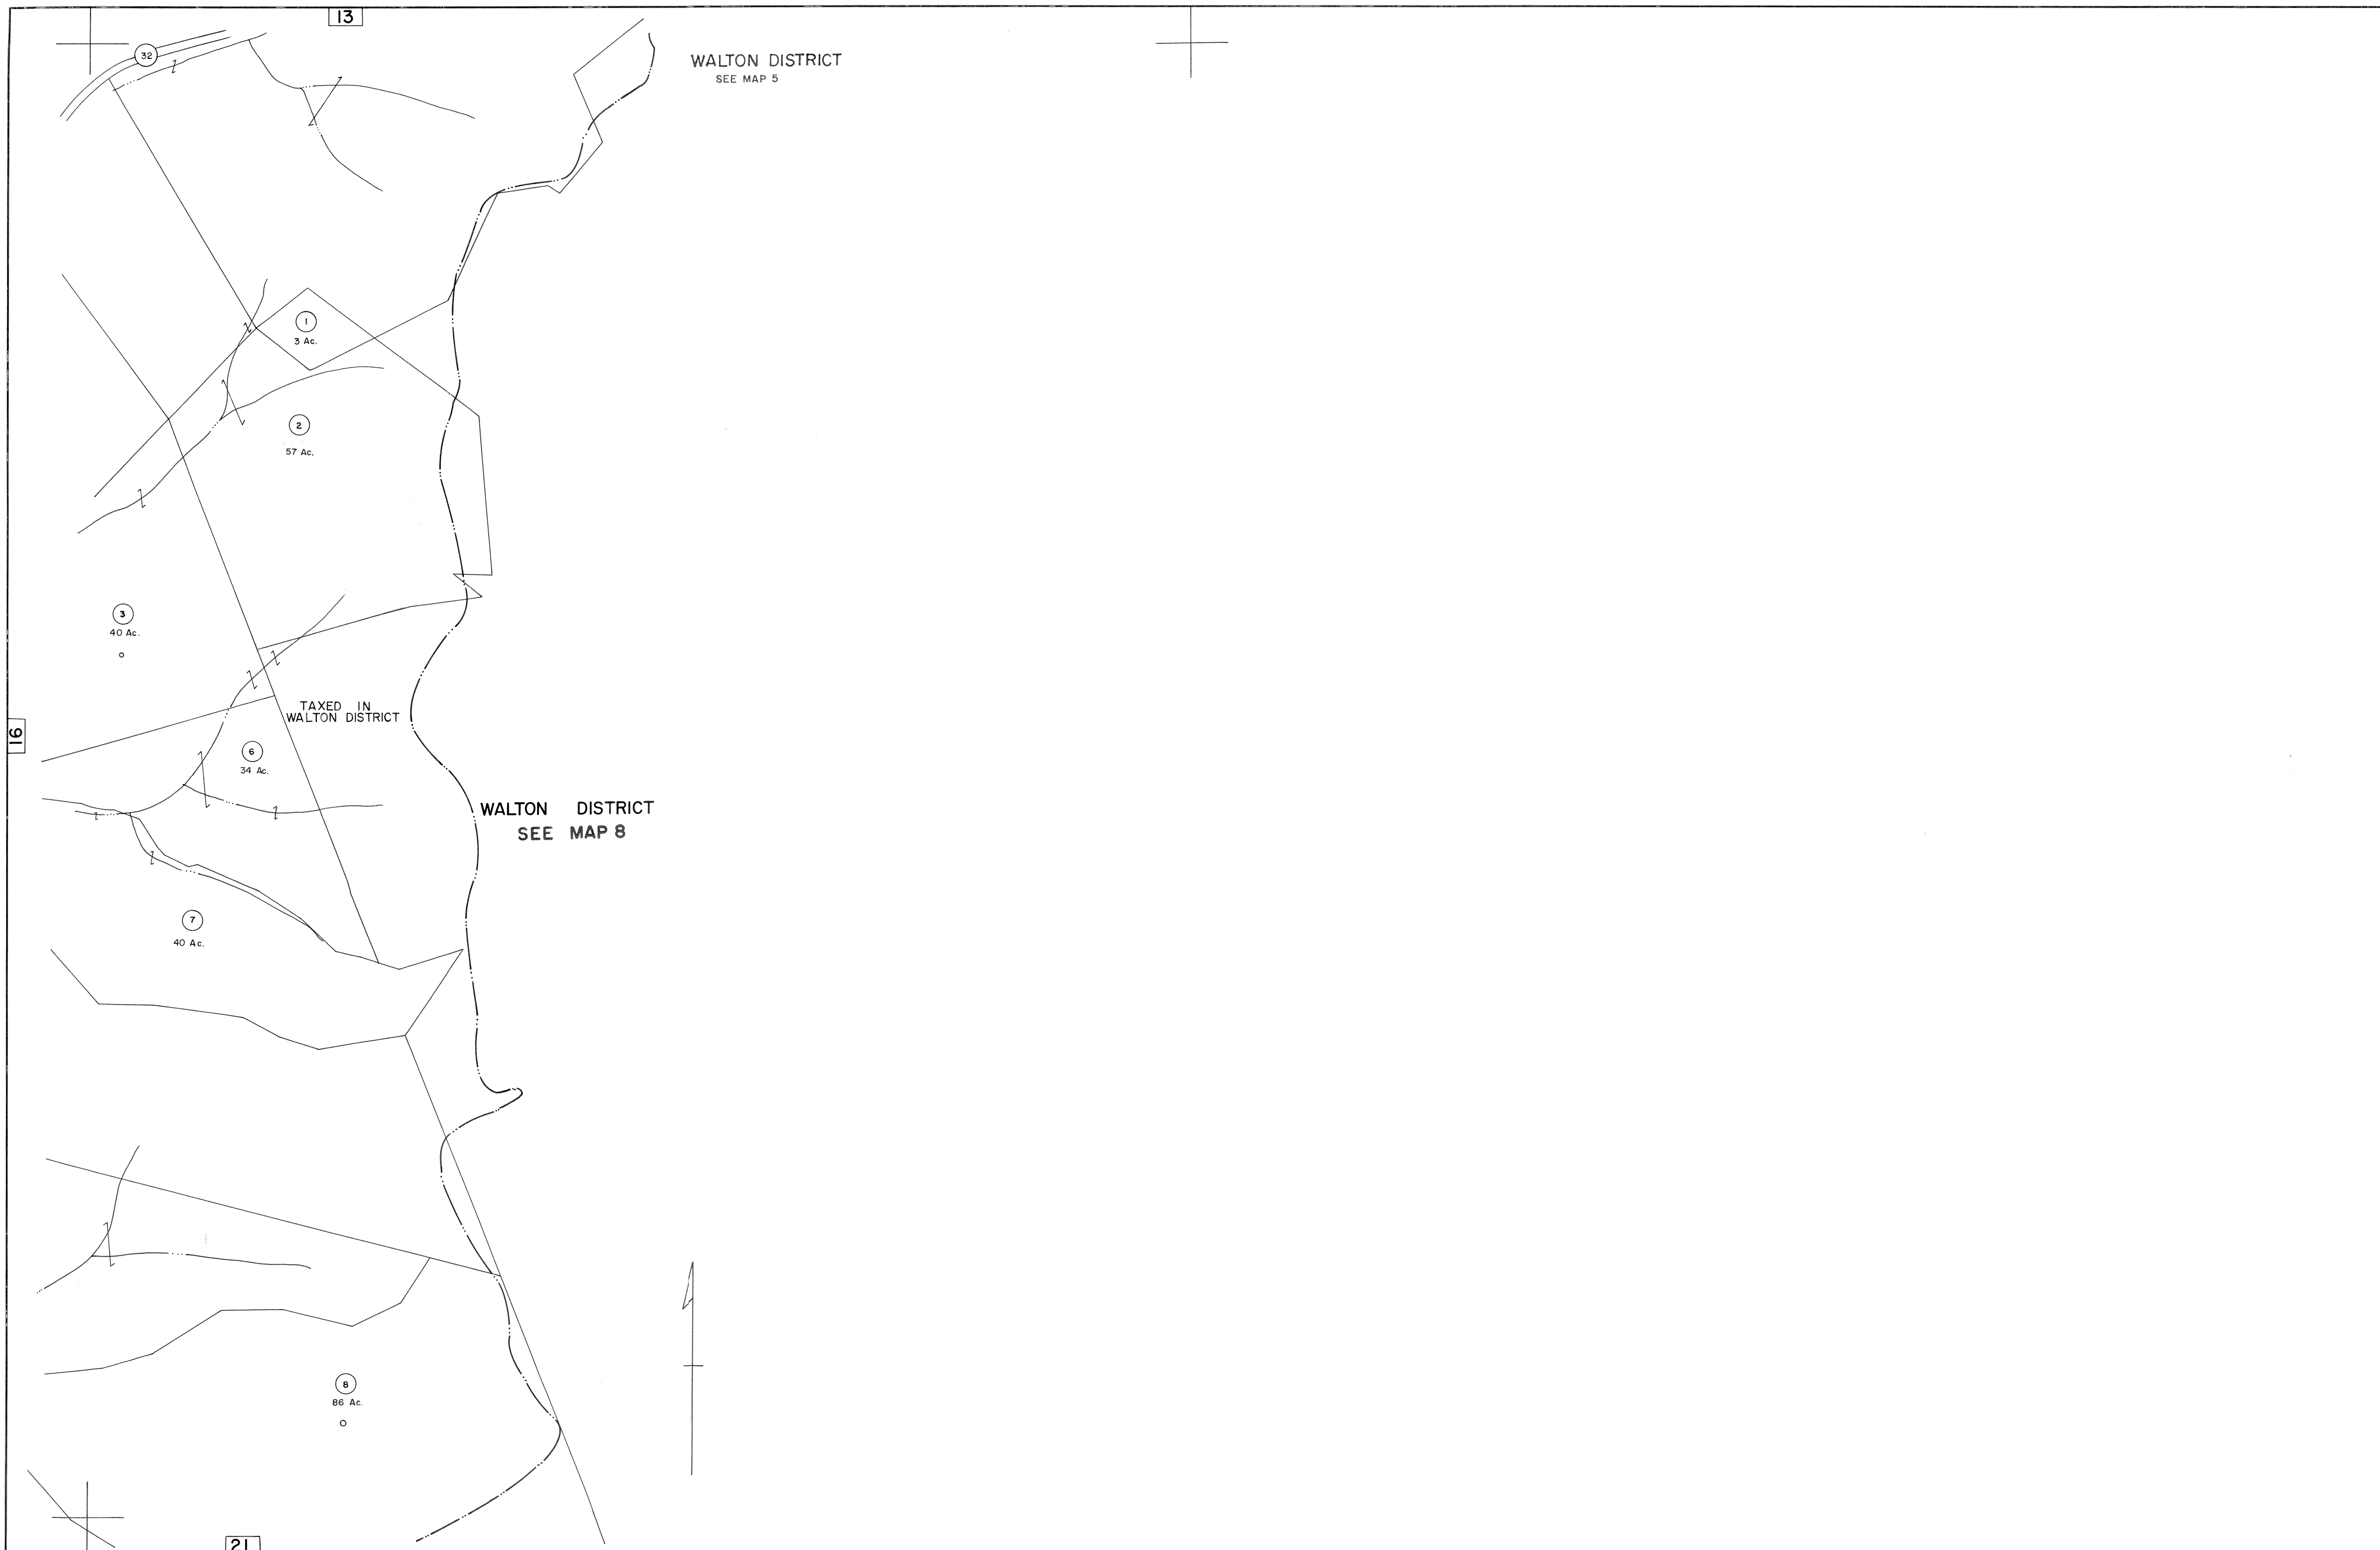 13
32
WALTON DISTRICT
SEE MAP 5
1
3 Ac.
2
57 Ac.
3
40 Ac.
TAXED IN
WALTON DISTRICT
16
6
34 Ac.
WALTON DISTRICT
SEE MAP 8
7
40 Ac.
8
86 Ac.
21